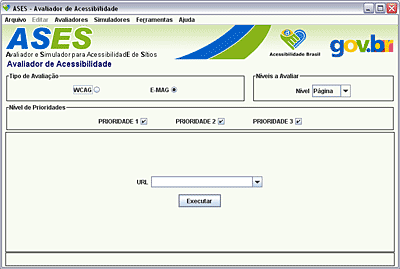 ASES - Avaliador de Acessibilidade
Arquivo Editar Avaliadores Simuladores Ferramentas Ajuda
ASES
Avaliador e Simulador para AcessibilidadE de Sítios
Acessibilidade Brasil
gov.br
Avaliador de Acessibilidade
Tipo de Avaliação
WCAG
E-MAG
Níveis a Avaliar
Nível Página
Nível de Prioridades
PRIORIDADE 1
PRIORIDADE 2
PRIORIDADE 3
URL
Executar